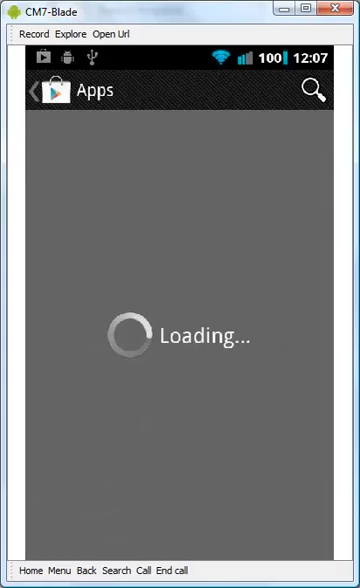 CM7-Blade
Record Explore Open Url
100 12:07
Apps
Loading...
Home Menu Back Search Call End call